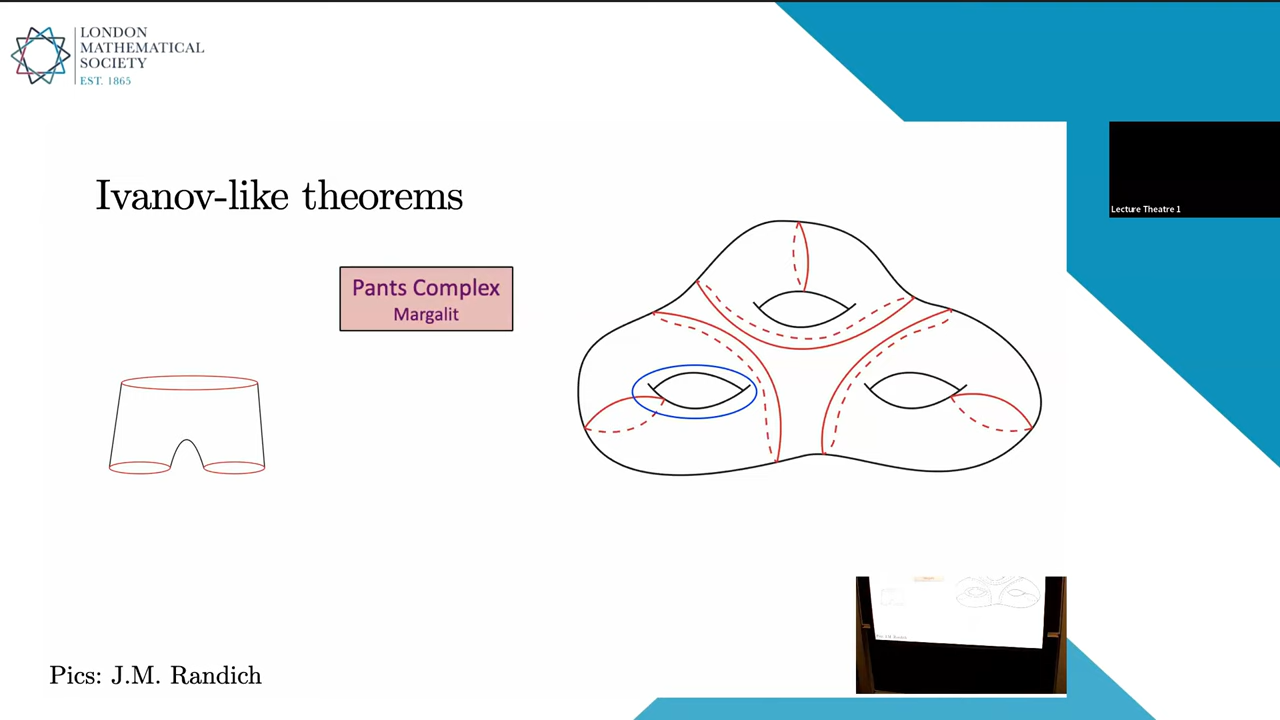 LONDON
MATHEMATICAL
SOCIETY
EST. 1865
Lecture Theatre 1
Ivanov-like theorems
Pants Complex
Margalit
Pics: J.M. Randich